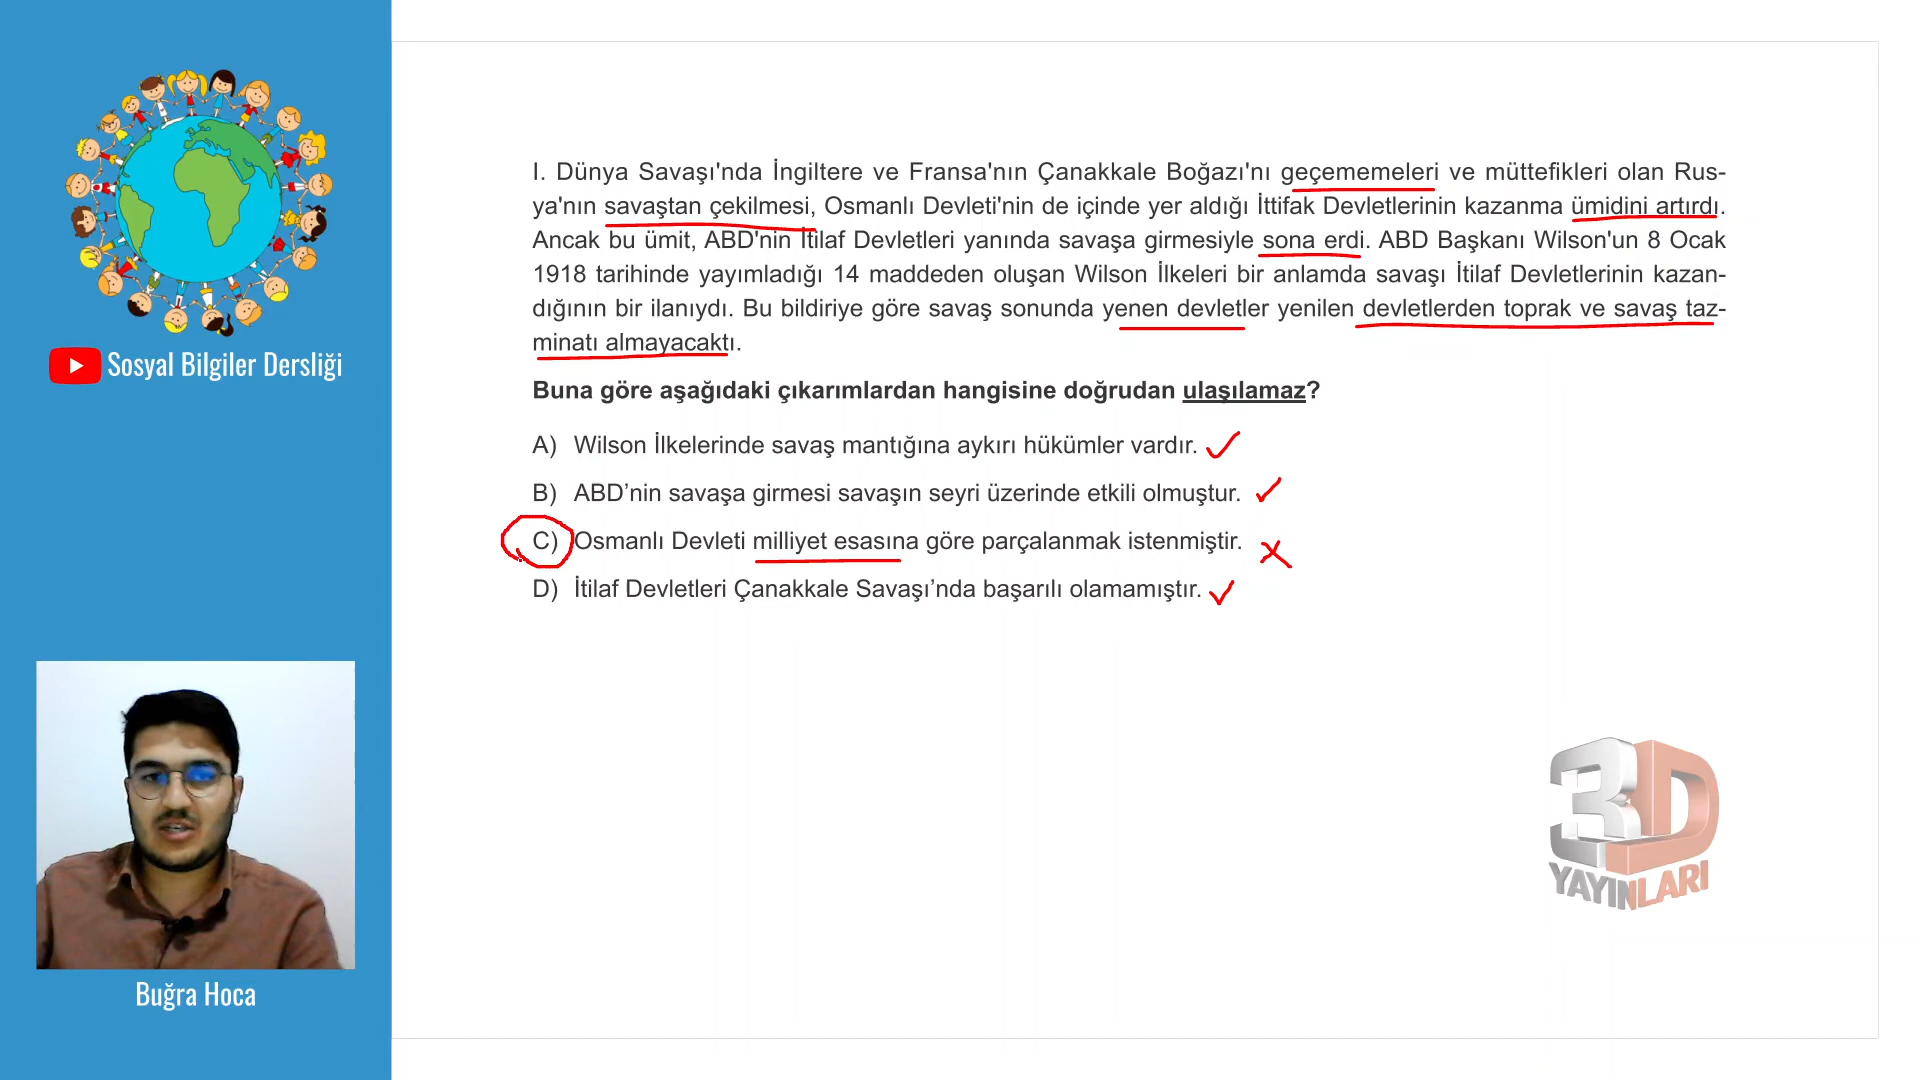 Sosyal Bilgiler Dersliği
Buğra Hoca
I. Dünya Savaşı'nda İngiltere ve Fransa'nın Çanakkale Boğazı'nı geçememeleri ve müttefikleri olan Rus-
ya'nın savaştan çekilmesi, Osmanlı Devleti'nin de içinde yer aldığı İttifak Devletlerinin kazanma ümidini artırdı.
Ancak bu ümit, ABD'nin İtilaf Devletleri yanında savaşa girmesiyle sona erdi. ABD Başkanı Wilson'un 8 Ocak
1918 tarihinde yayımladığı 14 maddeden oluşan Wilson İlkeleri bir anlamda savaşı İtilaf Devletlerinin kazan-
dığının bir ilanıydı. Bu bildiriye göre savaş sonunda yenen devletler yenilen devletlerden toprak ve savaş taz-
minatı almayacaktı.
Buna göre aşağıdaki çıkarımlardan hangisine doğrudan ulaşılamaz?
A) Wilson İlkelerinde savaş mantığına aykırı hükümler vardır.
B) ABD’nin savaşa girmesi savaşın seyri üzerinde etkili olmuştur.
C) Osmanlı Devleti milliyet esasına göre parçalanmak istenmiştir.
D) İtilaf Devletleri Çanakkale Savaşı’nda başarılı olamamıştır.
3D
YAYINLARI